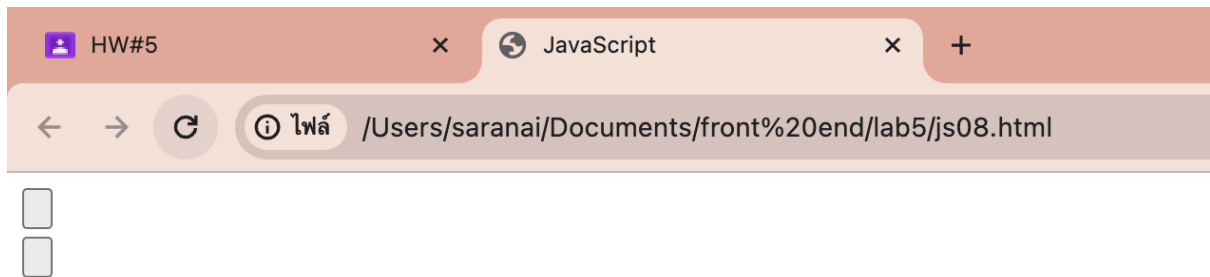 HW#5
JavaScript
ไฟล์ /Users/saranai/Documents/front%20end/lab5/js08.html